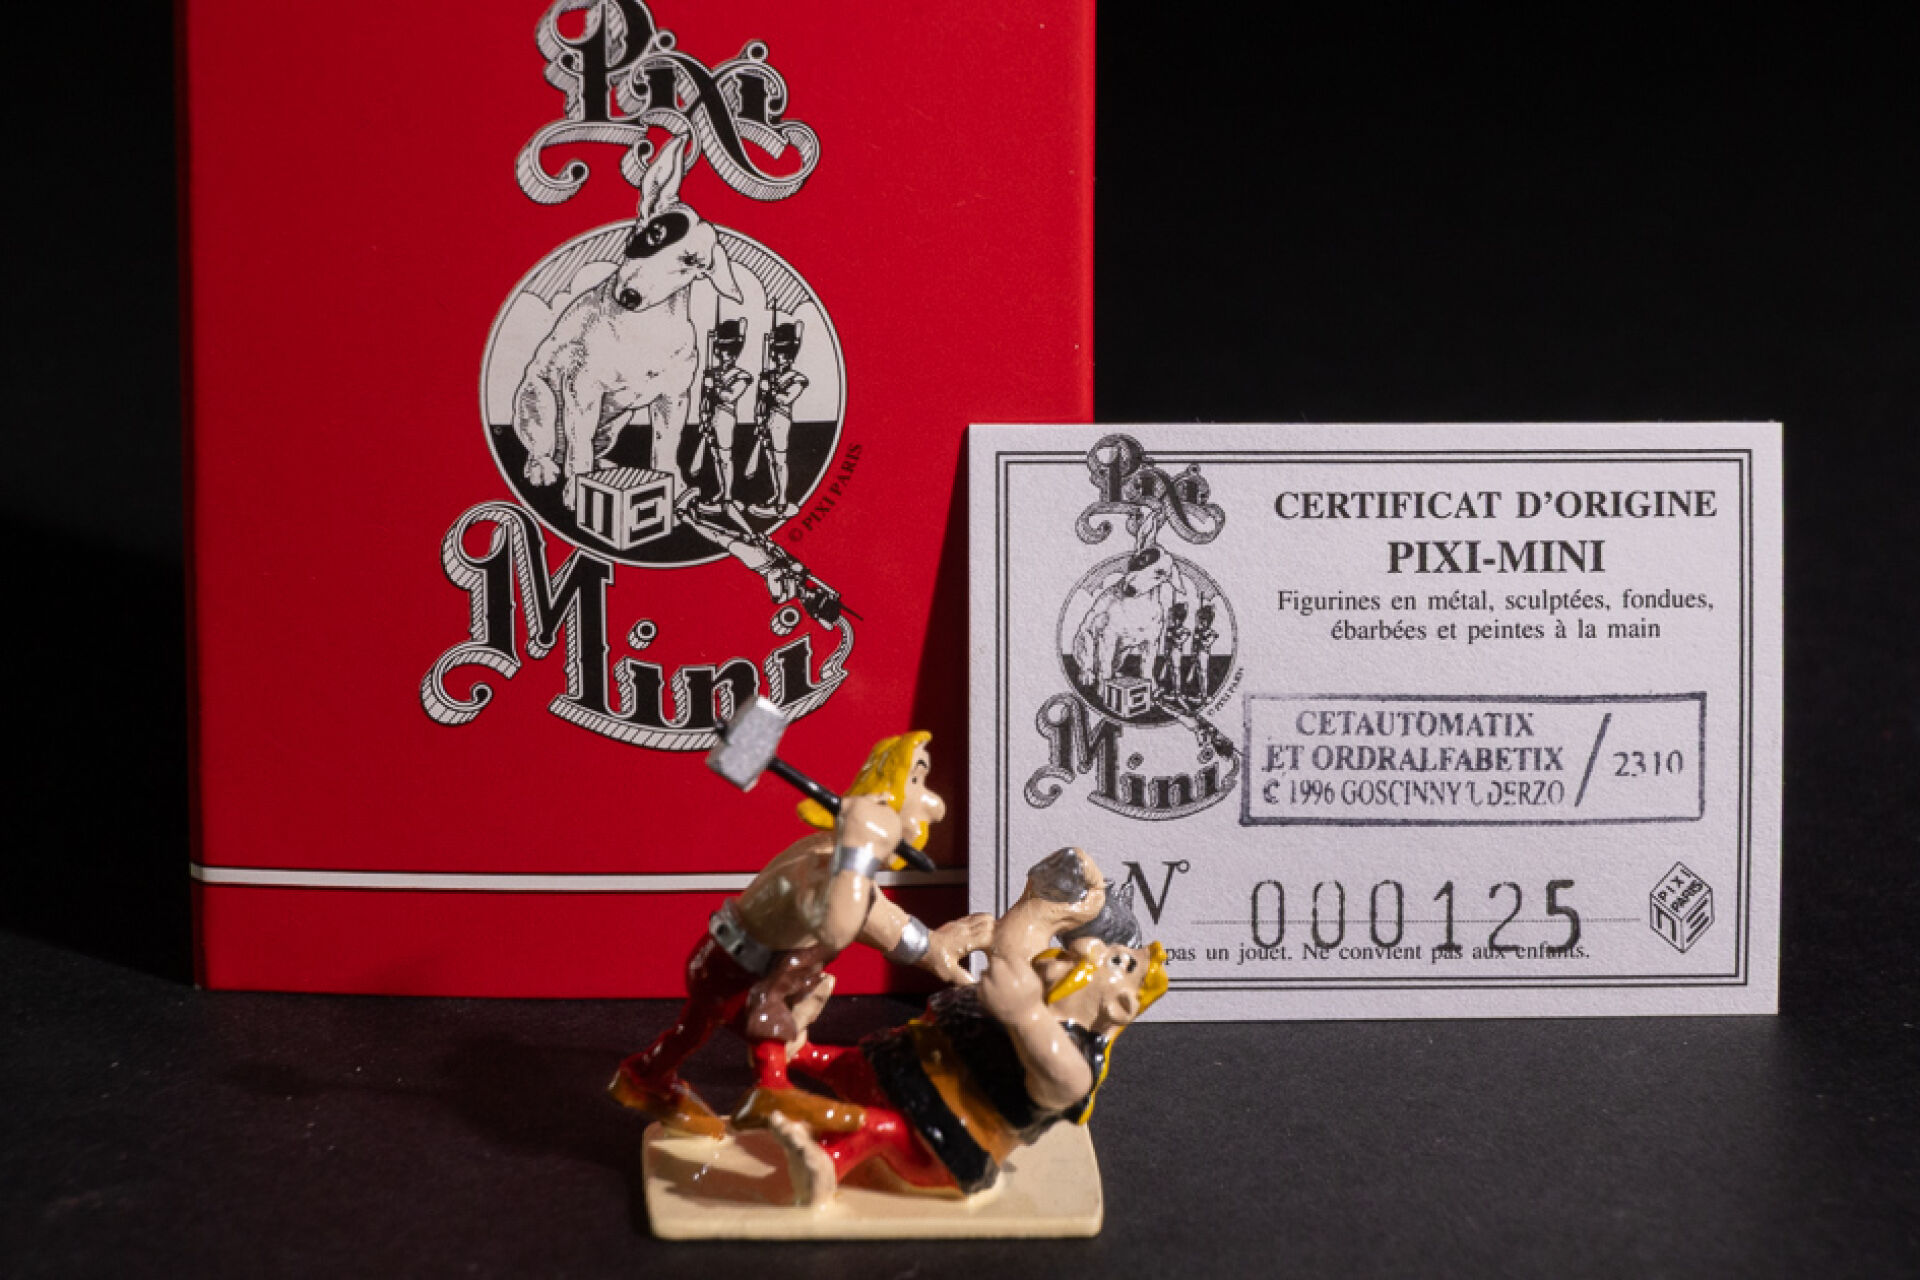 Pixi
© PIXI PARIS
Mini
Pixi
© PIXI PARIS
Mini
CERTIFICAT D'ORIGINE
PIXI-MINI
Figurines en métal, sculptées, fondues,
ébarbées et peintes à la main
CETAUTOMATIX
ET ORDRALFABETIX / 2310
© 1996 GOSCINNY UDERZO
N° 000125
PIXI
PARIS
pas un jouet. Ne convient pas aux enfants.